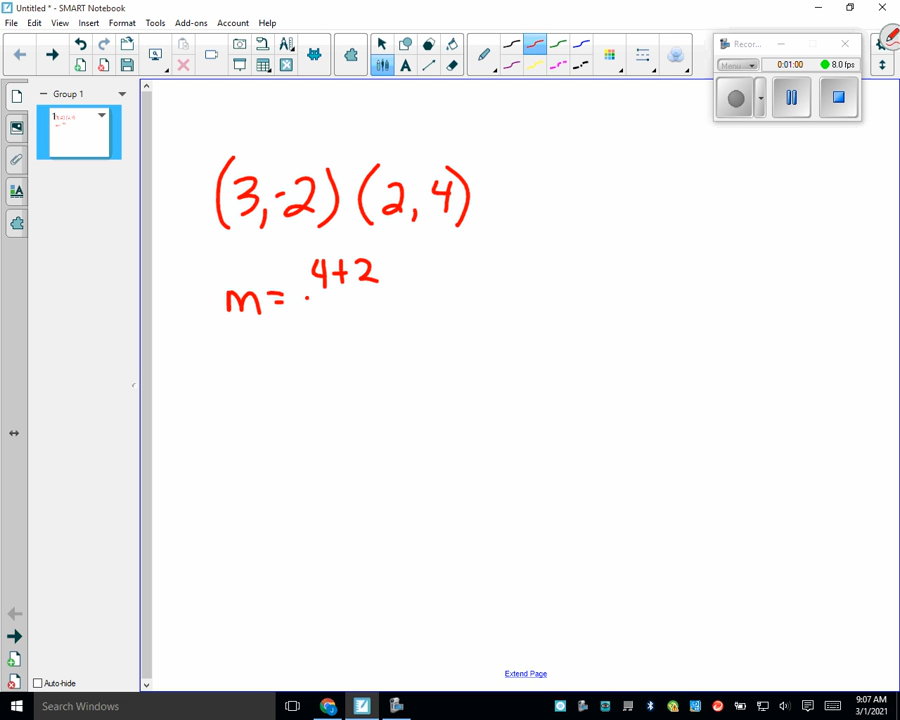 Untitled * - SMART Notebook
File Edit View Insert Format Tools Add-ons Account Help
Recor...
Menu
0:01:00
8.0 fps
Group 1
1
(3,-2) (2,4)
4+2
m=
Extend Page
Auto-hide
Search Windows
9:07 AM
3/1/2021